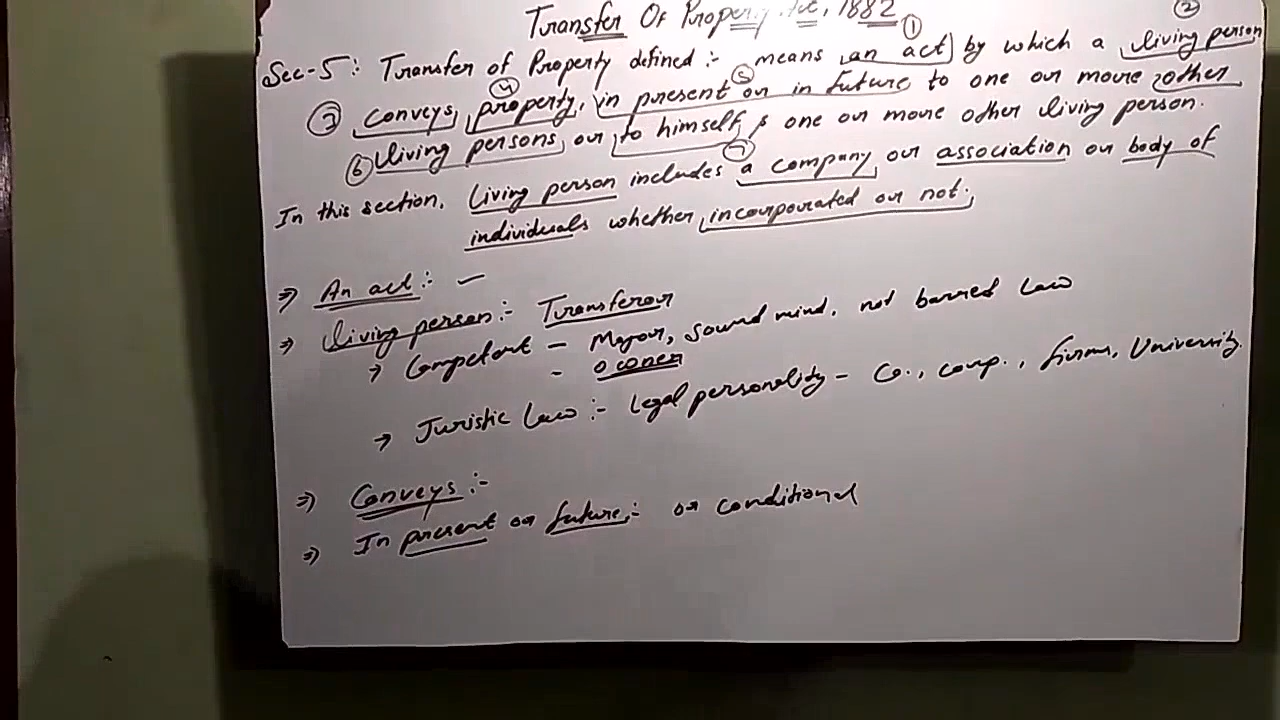 Transfer Of Property Act, 1882
① ②
Sec-5: Transfer of Property defined :- means an act by which a living person
④ ⑤
③ conveys, property, in present or in future to one or more other
⑥ living persons, or to himself, & one or more other living person.
⑦
In this section, living person includes a company or association or body of
individuals whether incorporated or not.
⇒ An act :- –
⇒ living person :- Transferor
→ Competent – Major, sound mind, not barred Law
-
→ Juristic Law :- legal personality – Co., comp., firms, University.
⇒ Conveys :-
⇒ In present or future :- or conditional